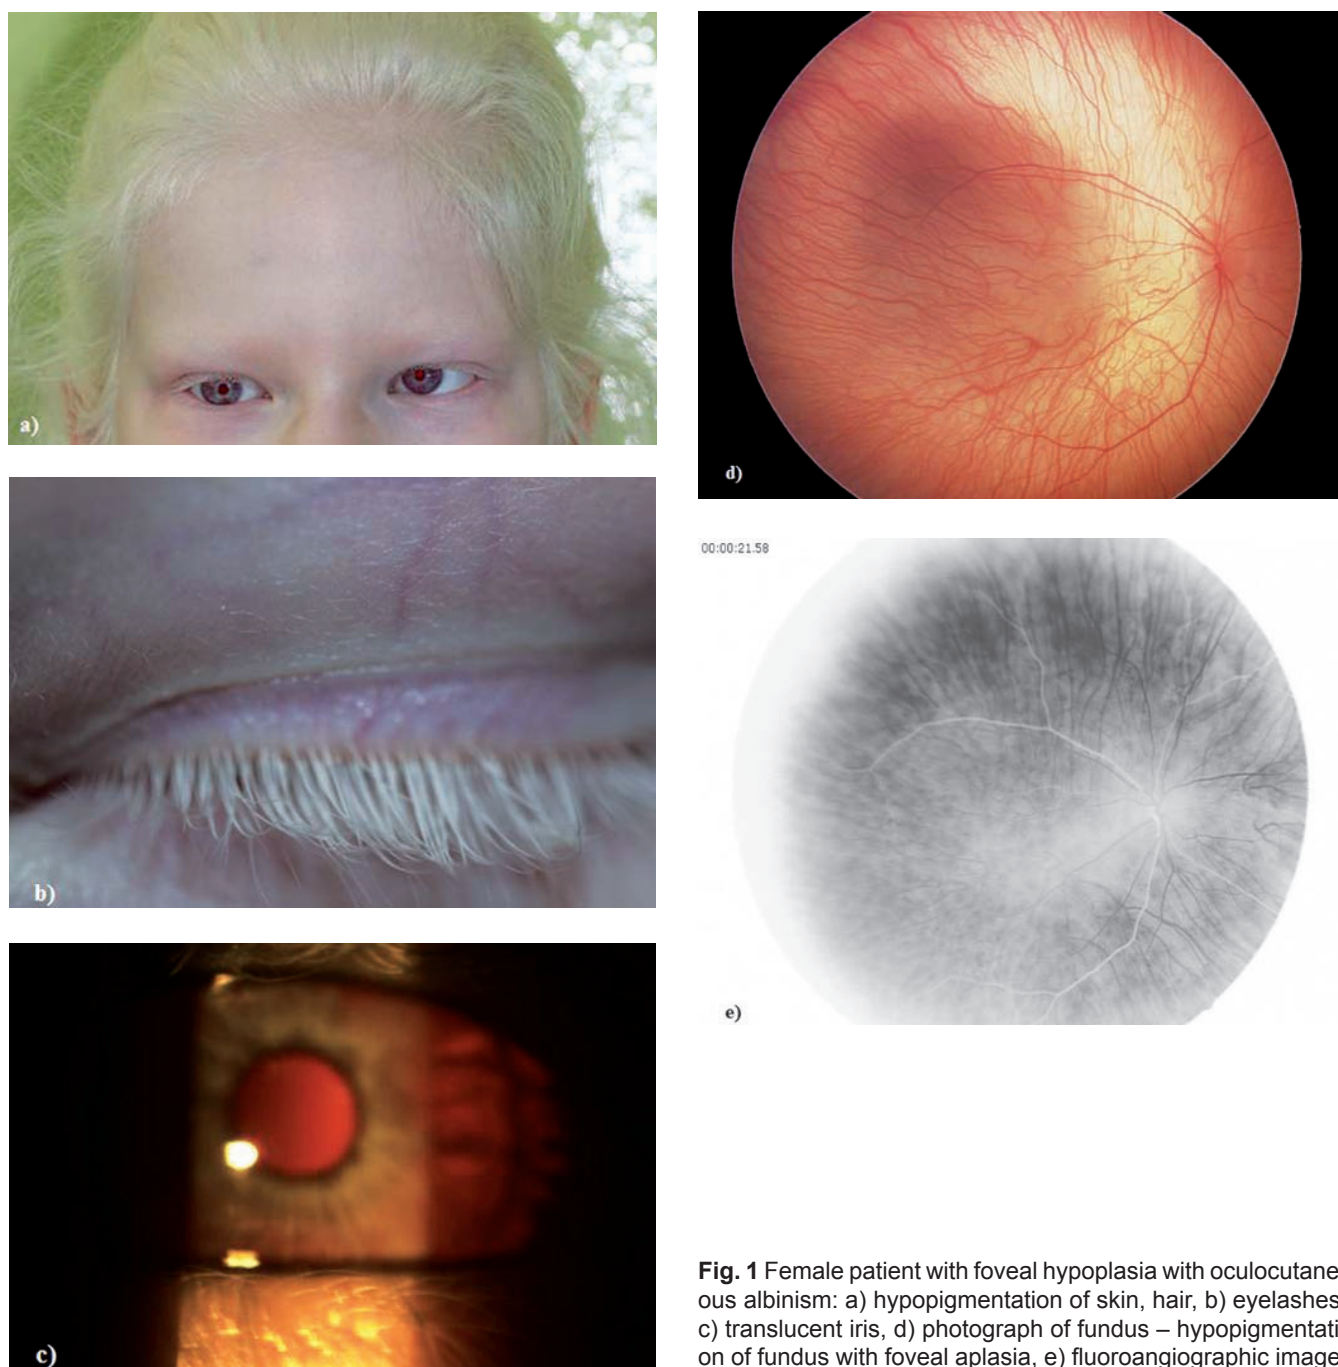 a)
b)
c)
d)
00:00:21.58
e)
Fig. 1 Female patient with foveal hypoplasia with oculocutane
ous albinism: a) hypopigmentation of skin, hair, b) eyelashes
c) translucent iris, d) photograph of fundus – hypopigmentati
on of fundus with foveal aplasia, e) fluoroangiographic image